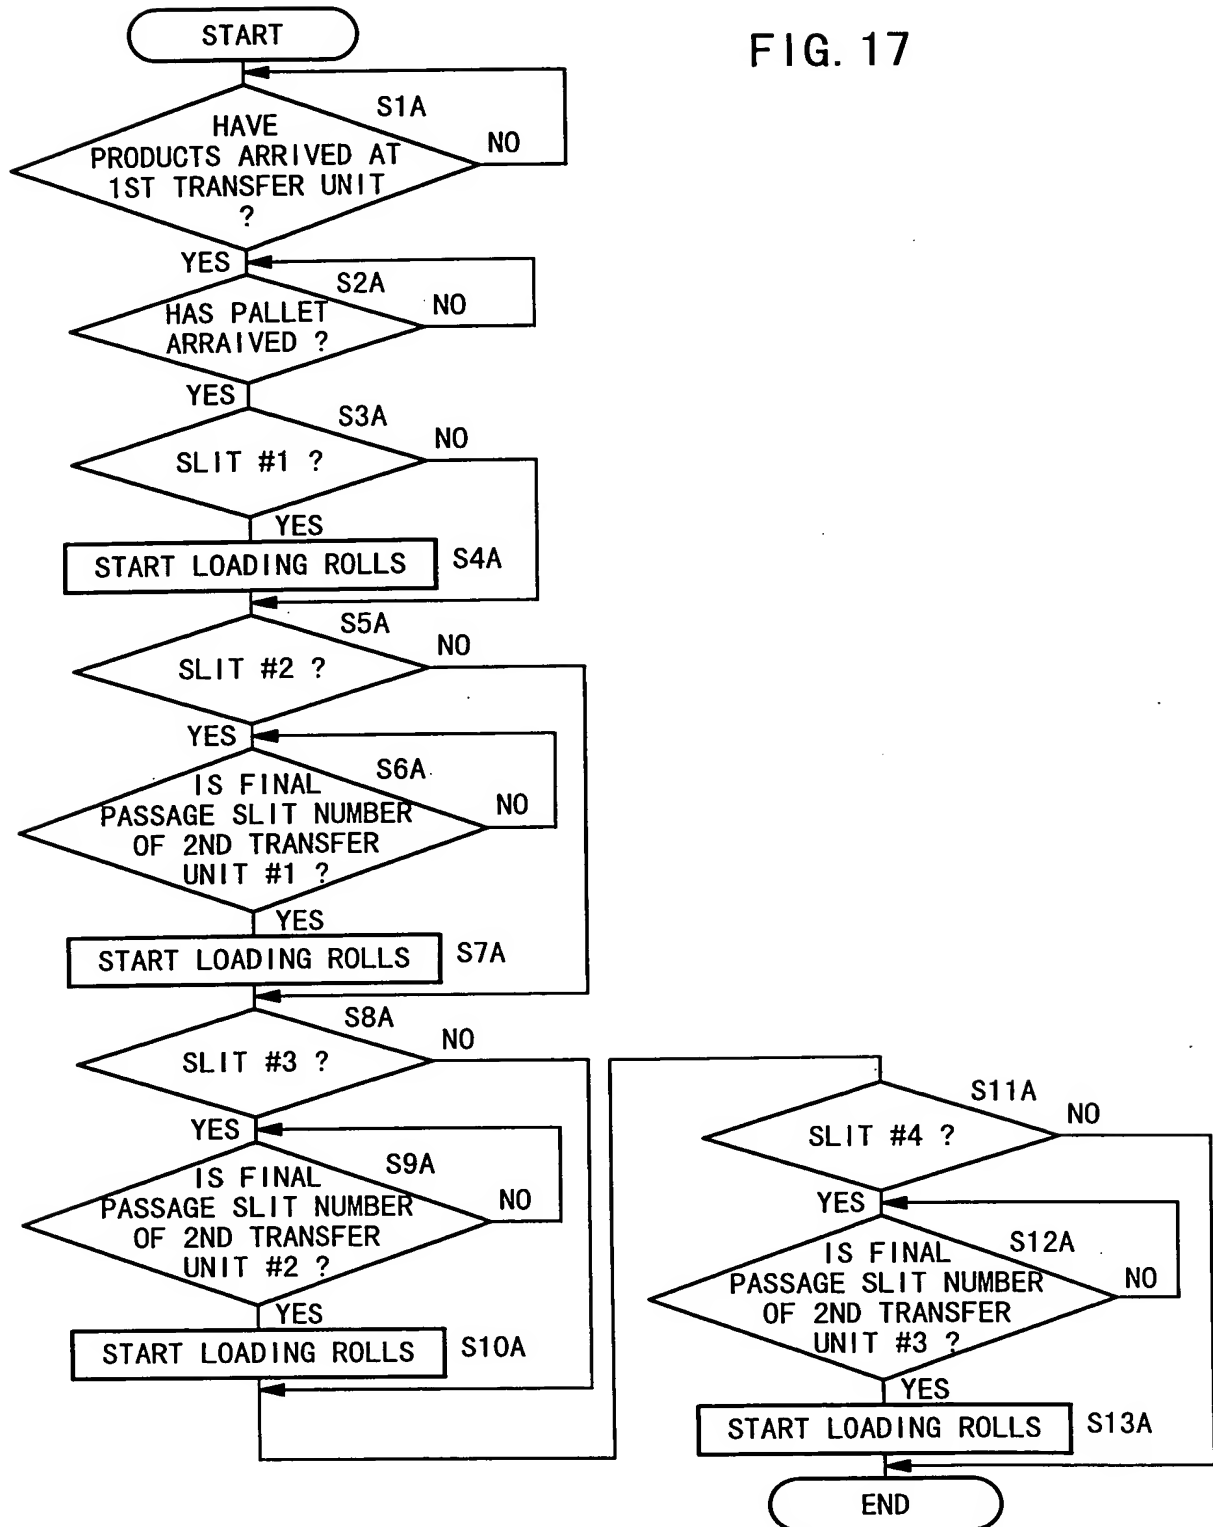 FIG. 17
START
S1A
HAVE
PRODUCTS ARRIVED AT
1ST TRANSFER UNIT
?
NO
YES
S2A
HAS PALLET
ARRAIVED ?
NO
YES
S3A
SLIT #1 ?
NO
YES
START LOADING ROLLS
S4A
S5A
SLIT #2 ?
NO
YES
S6A
IS FINAL
PASSAGE SLIT NUMBER
OF 2ND TRANSFER
UNIT #1 ?
NO
YES
START LOADING ROLLS
S7A
S8A
SLIT #3 ?
NO
YES
S9A
IS FINAL
PASSAGE SLIT NUMBER
OF 2ND TRANSFER
UNIT #2 ?
NO
YES
START LOADING ROLLS
S10A
S11A
SLIT #4 ?
NO
YES
S12A
IS FINAL
PASSAGE SLIT NUMBER
OF 2ND TRANSFER
UNIT #3 ?
NO
YES
START LOADING ROLLS
S13A
END